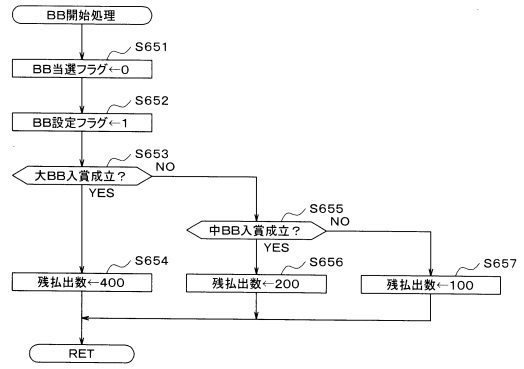 BB開始処理
S651
BB当選フラグ←0
S652
BB設定フラグ←1
S653
大BB入賞成立？
NO
YES
S655
中BB入賞成立？
NO
YES
S654
残払出数←400
S656
残払出数←200
S657
残払出数←100
RET